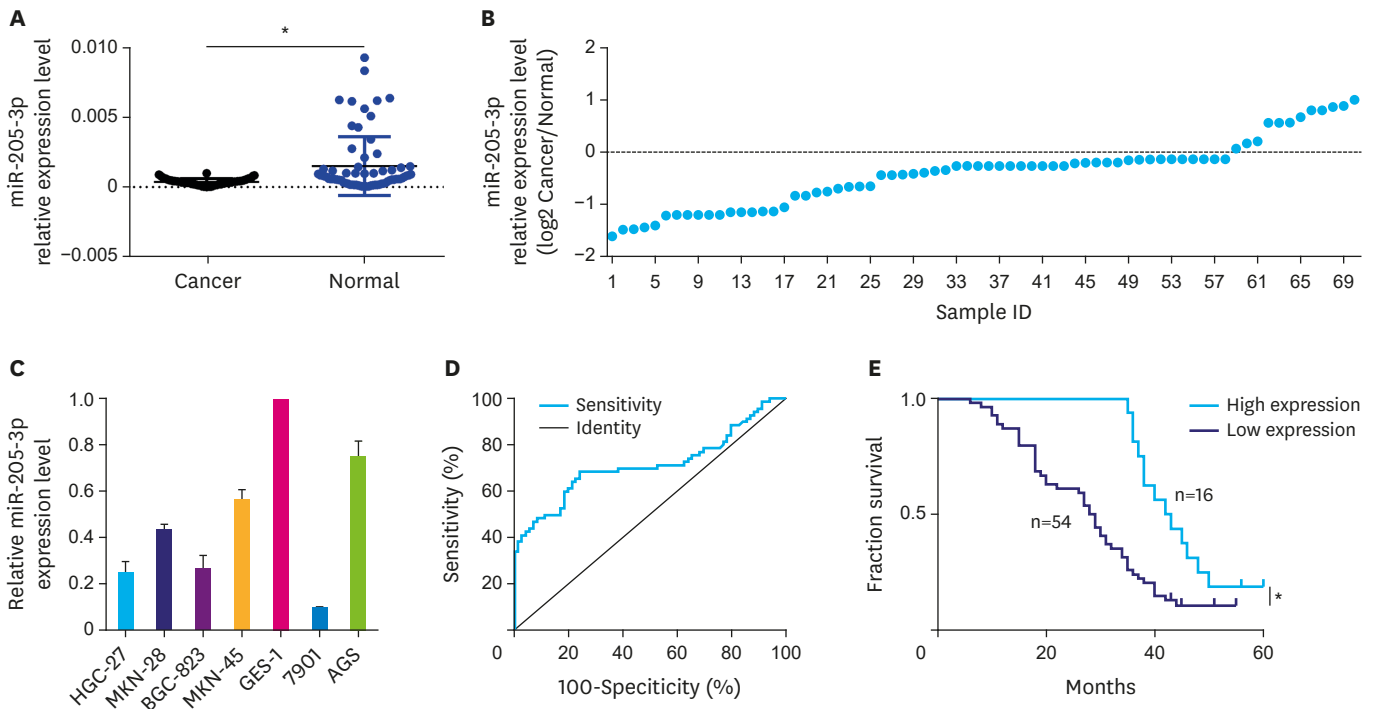 A
miR-205-3p
relative expression level
0.010
0.005
0
−0.005
*
Cancer
Normal
B
miR-205-3p
relative expression level
(log2 Cancer/Normal)
2
1
0
−1
−2
1 5 9 13 17 21 25 29 33 37 41 45 49 53 57 61 65 69
Sample ID
C
Relative miR-205-3p
expression level
1.0
0.8
0.6
0.4
0.2
0
HGC-27
MKN-28
BGC-823
MKN-45
GES-1
7901
AGS
D
Sensitivity (%)
100
80
60
40
20
Sensitivity
Identity
0 20 40 60 80 100
100-Speciticity (%)
E
Fraction survival
1.0
0.5
High expression
Low expression
n=16
n=54
*
0 20 40 60
Months